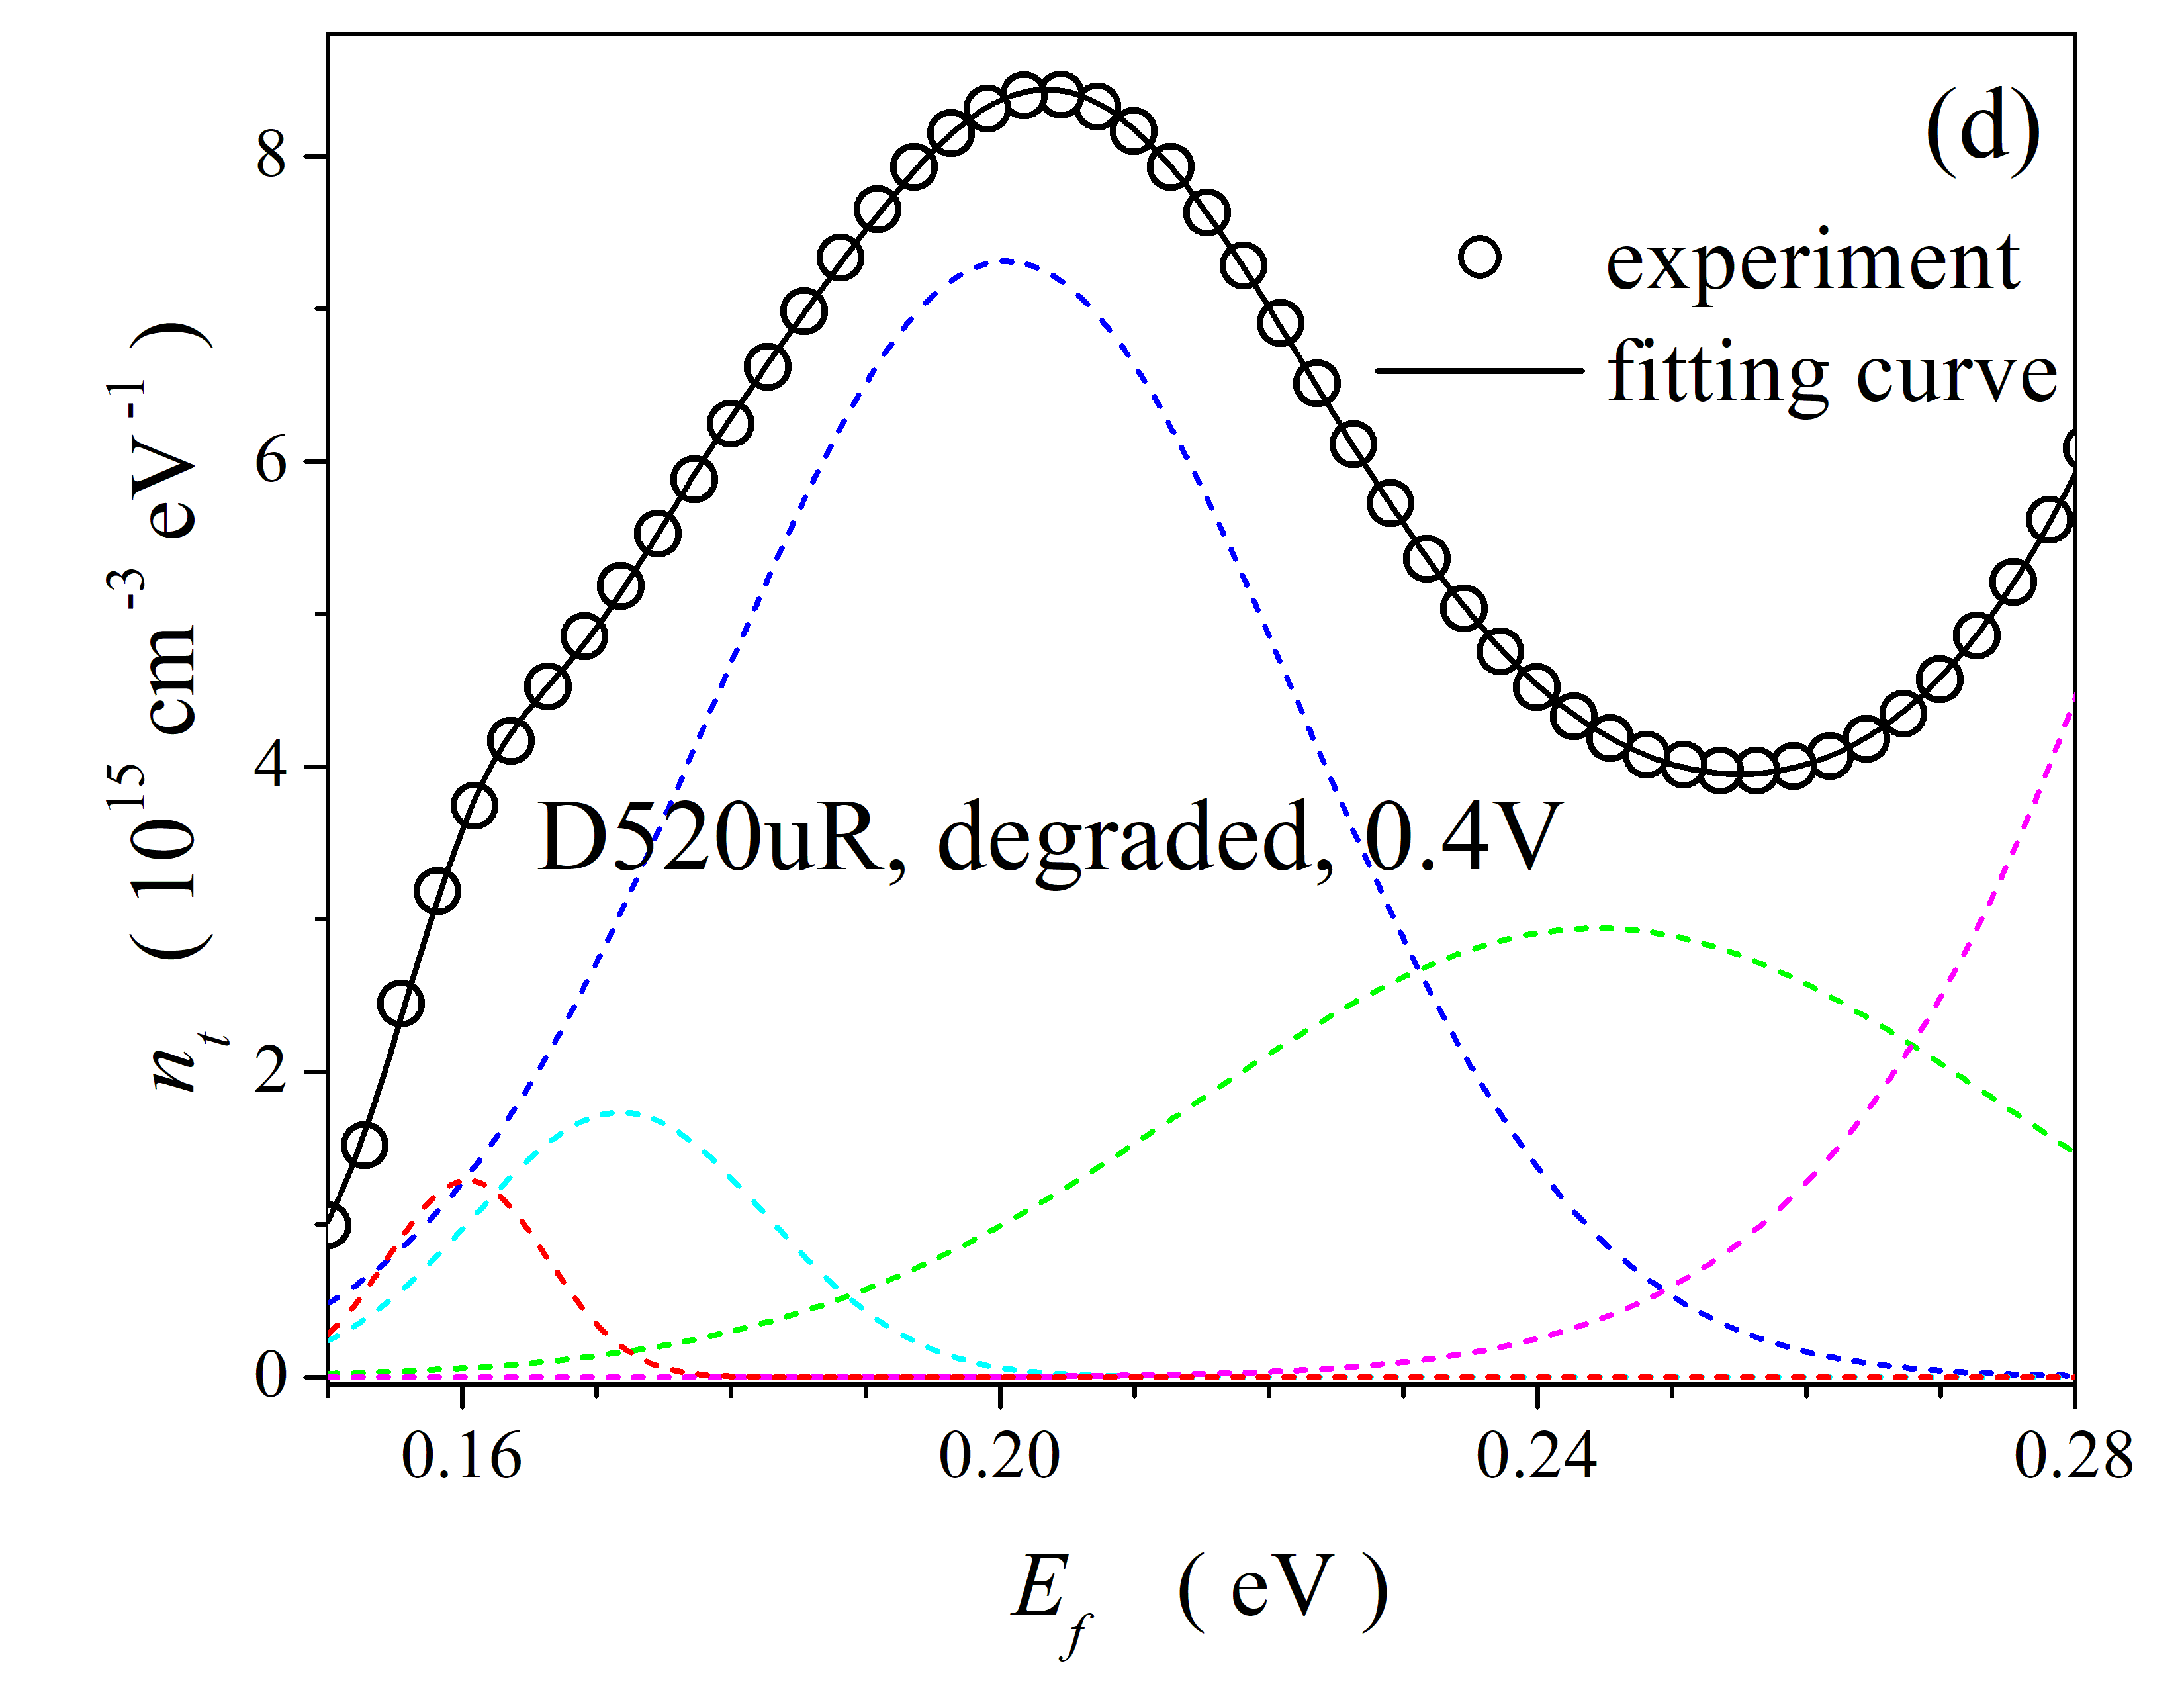 (d)
experiment
fitting curve
D520uR, degraded, 0.4V
n_t ( 10^15 cm^-3 eV^-1 )
8
6
4
2
0
0.16 0.20 0.24 0.28
E_f ( eV )